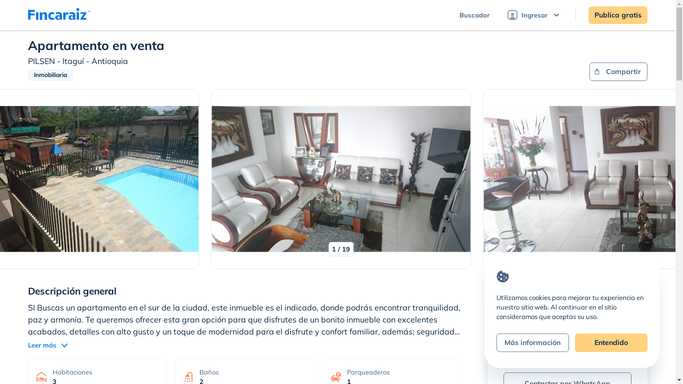 Fincaraiz
Buscador
Ingresar
Publica gratis
Apartamento en venta
PILSEN - Itaguí - Antioquia
Inmobiliaria
Compartir
1 / 19
Descripción general
SI Buscas un apartamento en el sur de la ciudad, este inmueble es el indicado, donde podrás encontrar tranquilidad,
paz y armonía. Te queremos ofrecer esta gran opción para que disfrutes de un bonito inmueble con excelentes
acabados, detalles con alto gusto y un toque de modernidad para el disfrute y confort familiar, además; seguridad...
Leer más
Habitaciones
3
Baños
2
Parqueaderos
1
Utilizamos cookies para mejorar tu experiencia en
nuestro sitio web. Al continuar en el sitio
consideramos que aceptas su uso.
Más información
Entendido
Contactar por WhatsApp